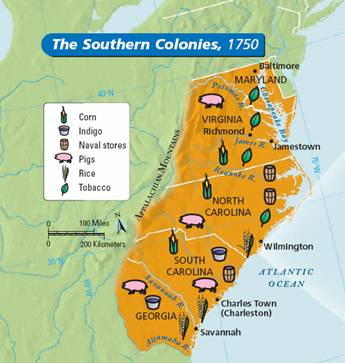 The Southern Colonies, 1750
40°N
Corn
Indigo
Naval stores
Pigs
Rice
Tobacco
0 100 Miles
0 200 Kilometers
N
35°N
APPALACHIAN MOUNTAINS
Baltimore
MARYLAND
Potomac R.
Chesapeake Bay
VIRGINIA
Richmond
James R.
Jamestown
75°W
Roanoke R.
NORTH
CAROLINA
Wilmington
SOUTH
CAROLINA
ATLANTIC
OCEAN
Savannah R.
Charles Town
(Charleston)
GEORGIA
Savannah
Altamaha R.